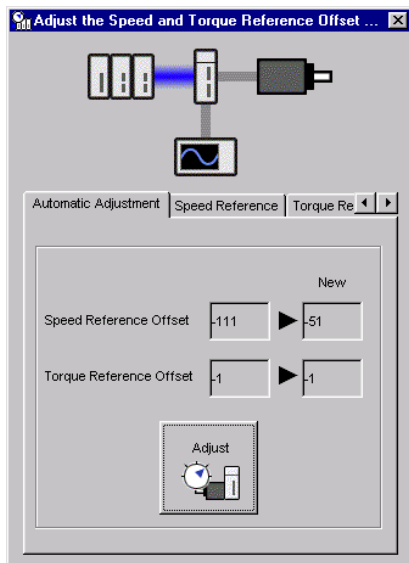 Adjust the Speed and Torque Reference Offset ...
Automatic Adjustment Speed Reference Torque Re
New
Speed Reference Offset -111 -51
Torque Reference Offset -1 -1
Adjust